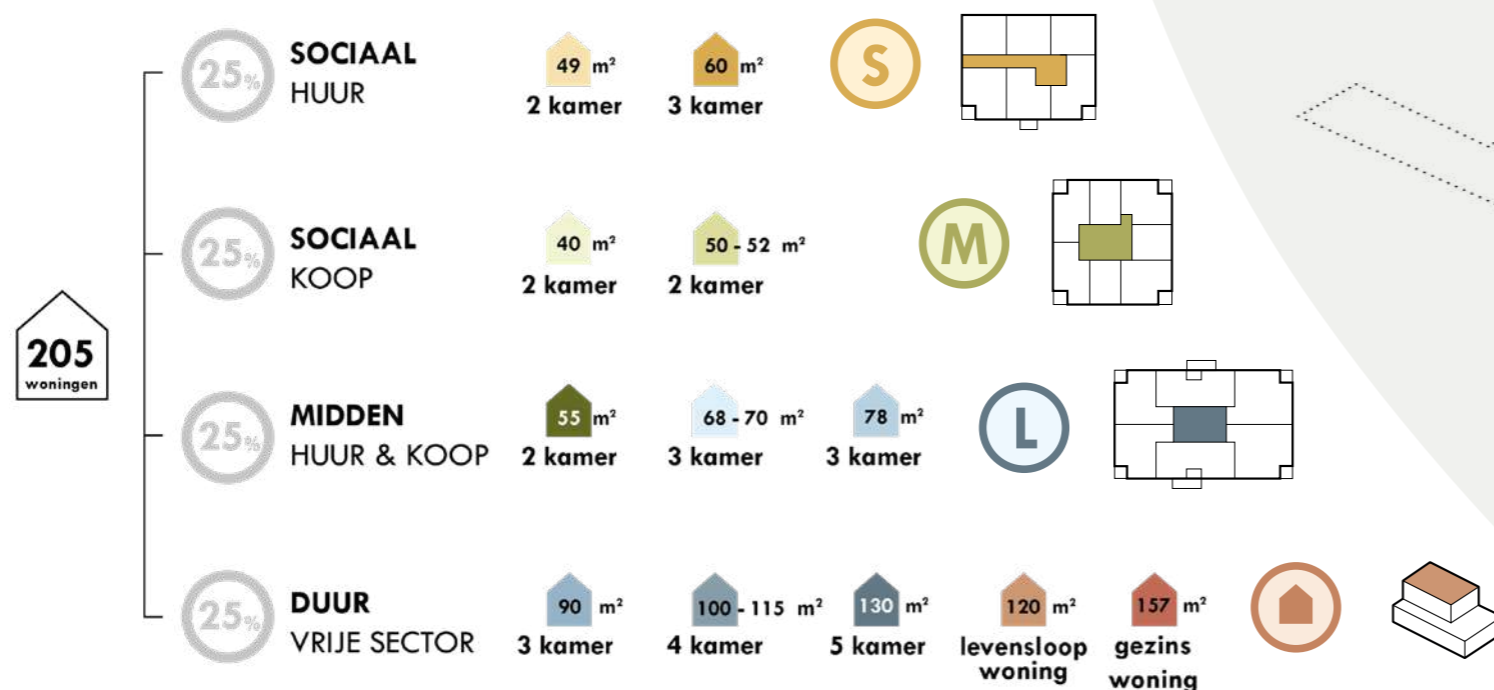 205
woningen
25%
SOCIAAL
HUUR
49 m²
2 kamer
60 m²
3 kamer
S
25%
SOCIAAL
KOOP
40 m²
2 kamer
50 - 52 m²
2 kamer
M
25%
MIDDEN
HUUR & KOOP
55 m²
2 kamer
68 - 70 m²
3 kamer
78 m²
3 kamer
L
25%
DUUR
VRIJE SECTOR
90 m²
3 kamer
100 - 115 m²
4 kamer
130 m²
5 kamer
120 m²
levensloop
woning
157 m²
gezins
woning